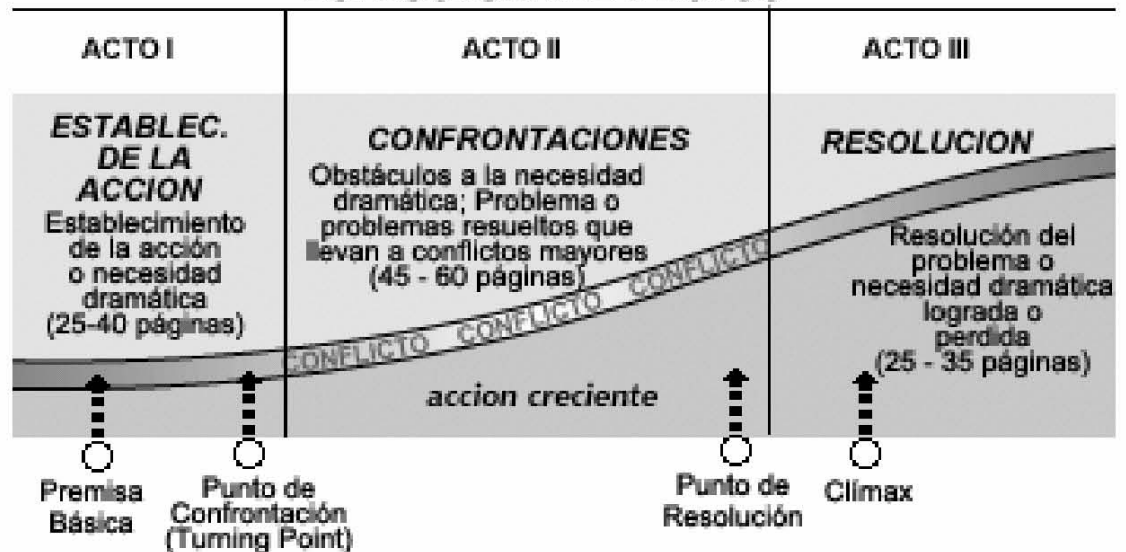 ACTO I
ACTO II
ACTO III
ESTABLEC.
DE LA
ACCION
Establecimiento
de la acción
o necesidad
dramática
(25-40 páginas)
CONFRONTACIONES
Obstáculos a la necesidad
dramática; Problema o
problemas resueltos que
llevan a conflictos mayores
(45 - 60 páginas)
CONFLICTO CONFLICTO CONFLICTO
accion creciente
RESOLUCION
Resolución del
problema o
necesidad dramática
lograda o
perdida
(25 - 35 páginas)
Premisa
Básica
Punto de
Confrontación
(Turning Point)
Punto de
Resolución
Clímax